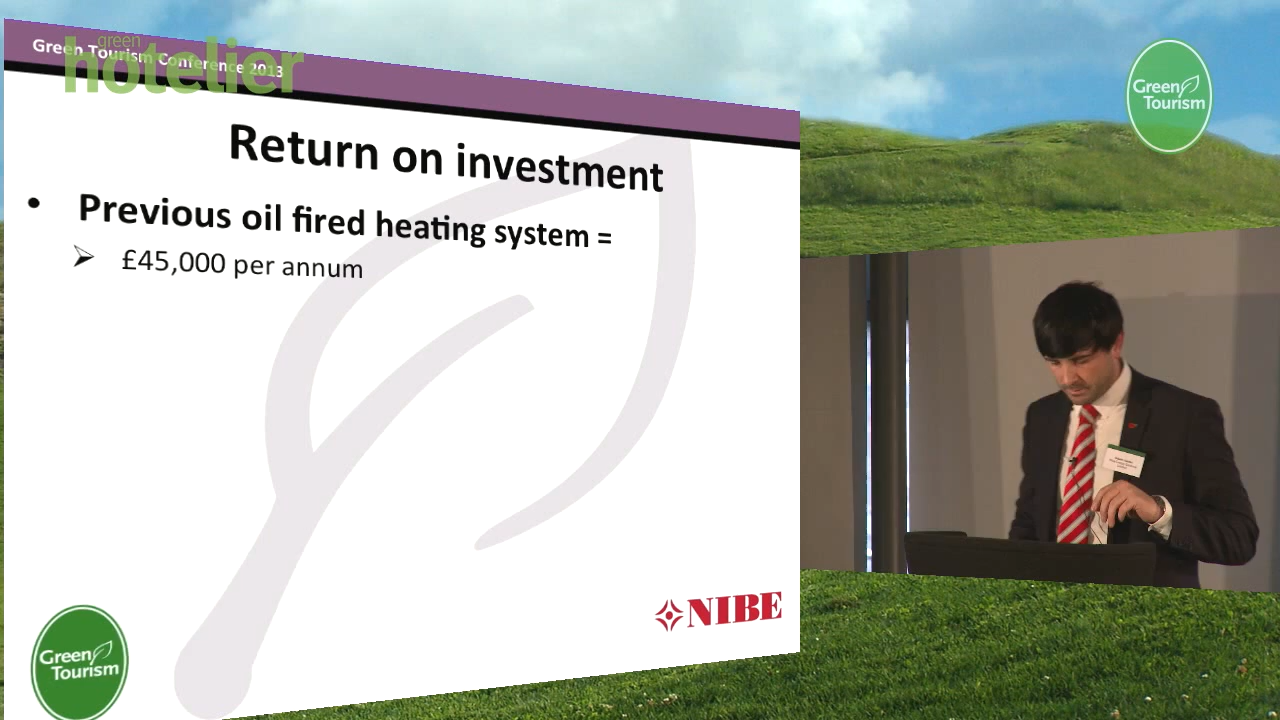 Green Tourism Conference 2013
green
hotelier
Return on investment
• Previous oil fired heating system =
➢ £45,000 per annum
NIBE
Green
Tourism
Green
Tourism